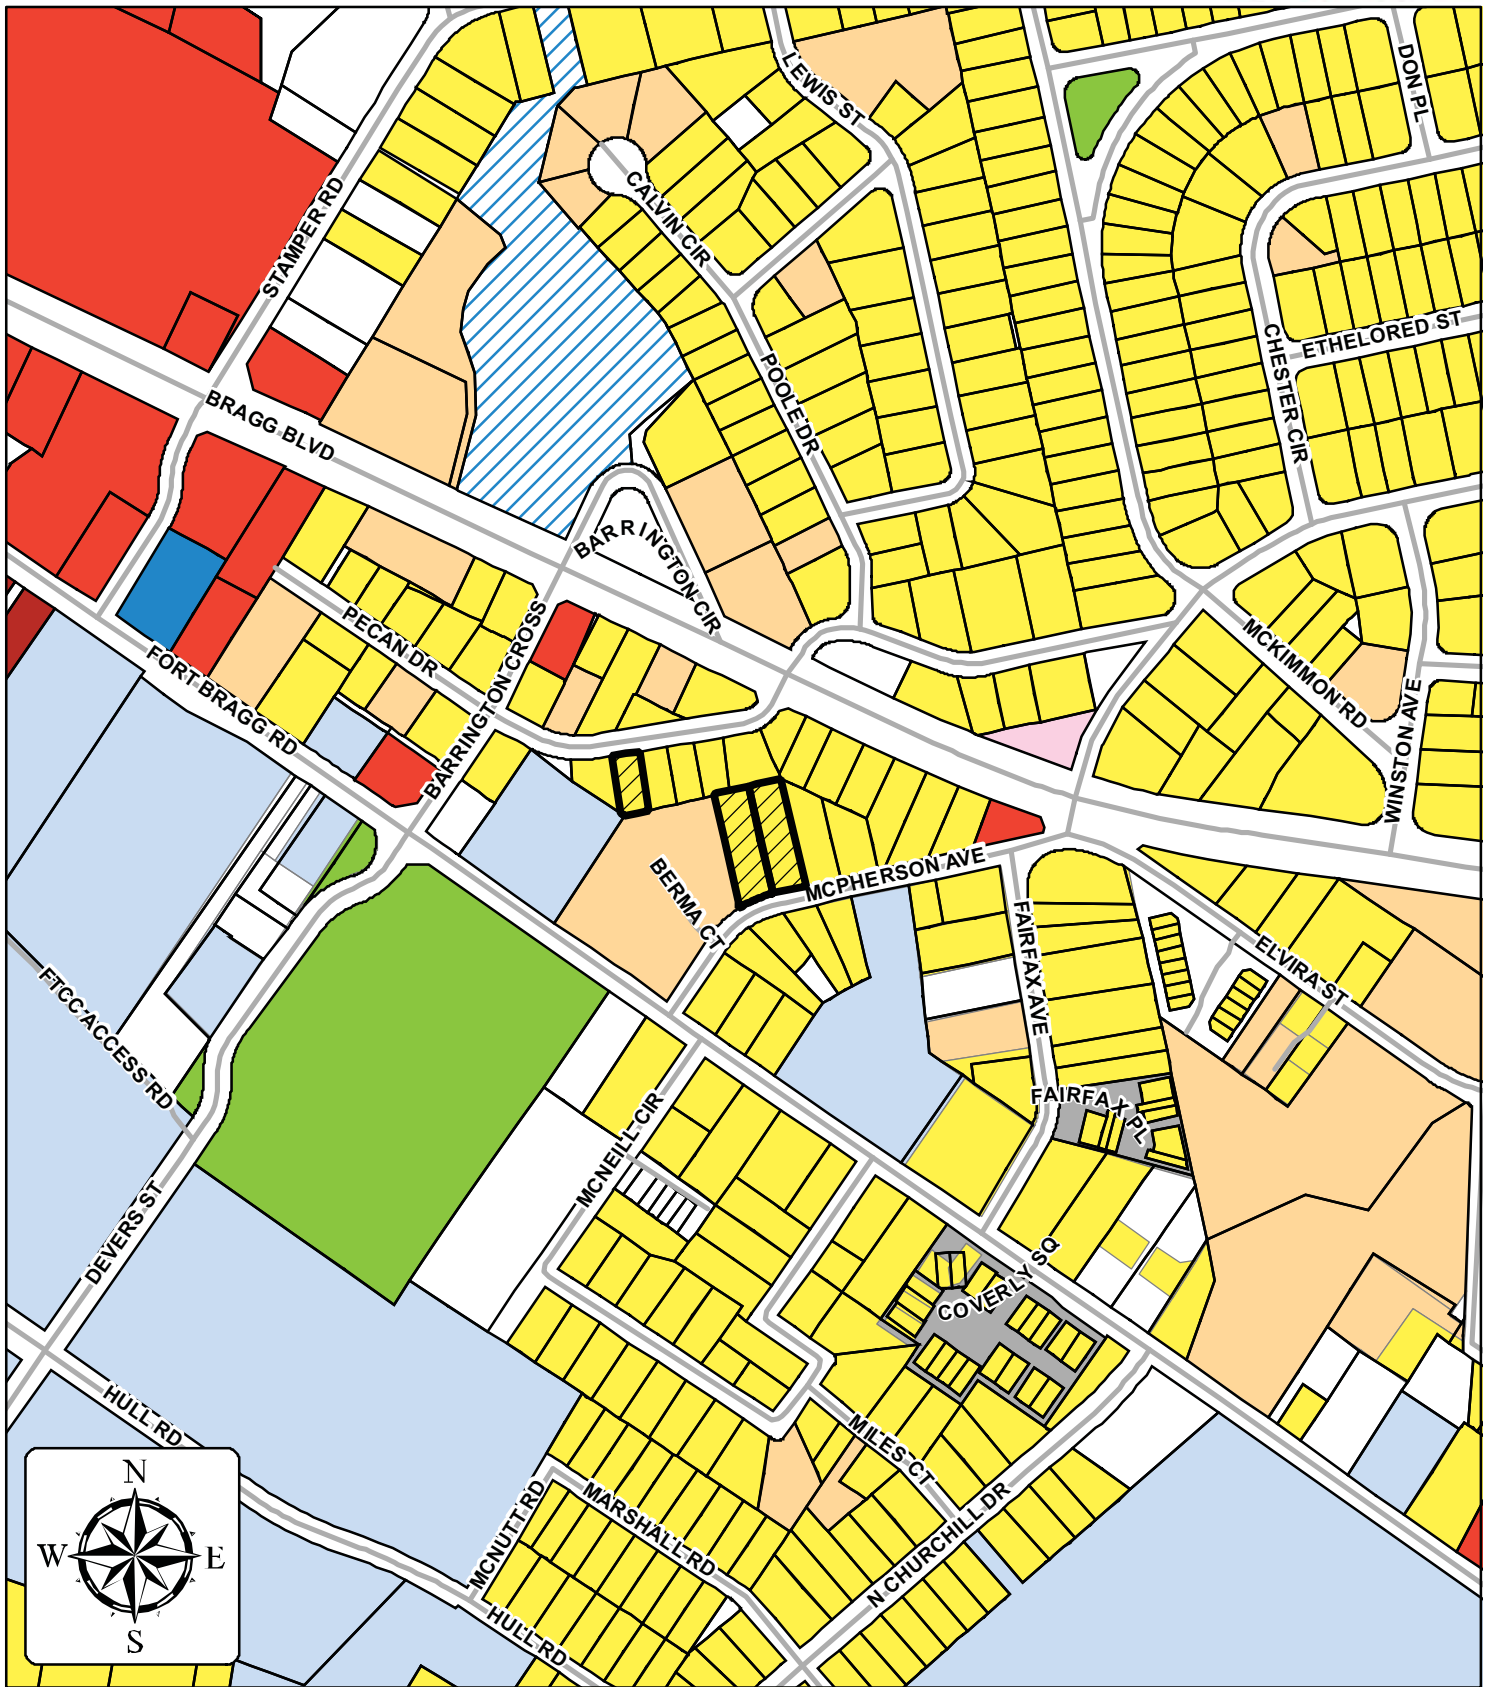 DON PL
LEWIS ST
CALVIN CIR
STAMPER RD
ETHELORED ST
CHESTER CIR
POOLE DR
BRAGG BLVD
BARRINGTON CIR
PECAN DR
BARRINGTON CROSS
MCKIMMON RD
FORT BRAGG RD
WINSTON AVE
MCPHERSON AVE
BERMA CT
FAIRFAX AVE
ELVIRA ST
FTCC ACCESS RD
FAIRFAX PL
MCNEILL CIR
DEVERS ST
COVERLY SQ
HULL RD
MILES CT
MARSHALL RD
MCNUTT RD
N CHURCHILL DR
HULL RD
N
W E
S